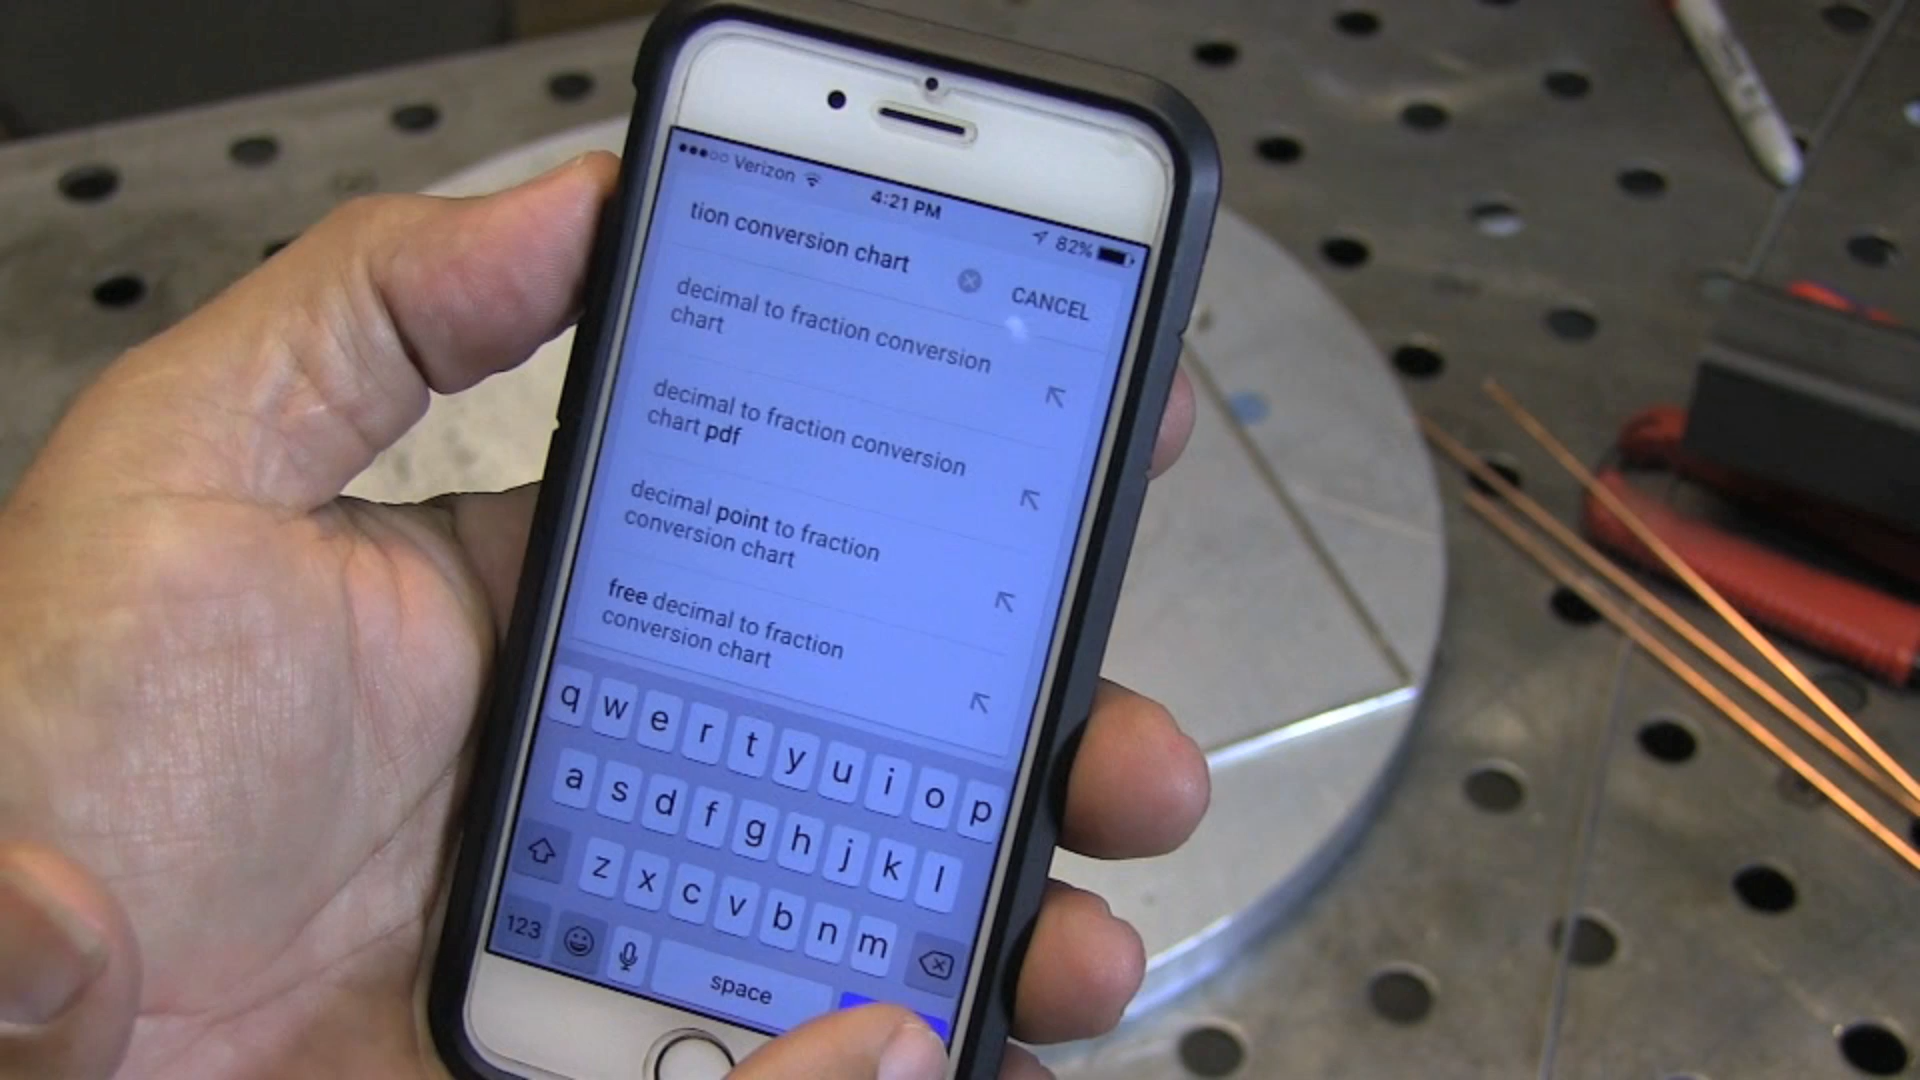 Verizon
4:21 PM
82%
tion conversion chart
CANCEL
decimal to fraction conversion
chart
decimal to fraction conversion
chart pdf
decimal point to fraction
conversion chart
free decimal to fraction
conversion chart
q w e r t y u i o p
a s d f g h j k l
z x c v b n m
123
space